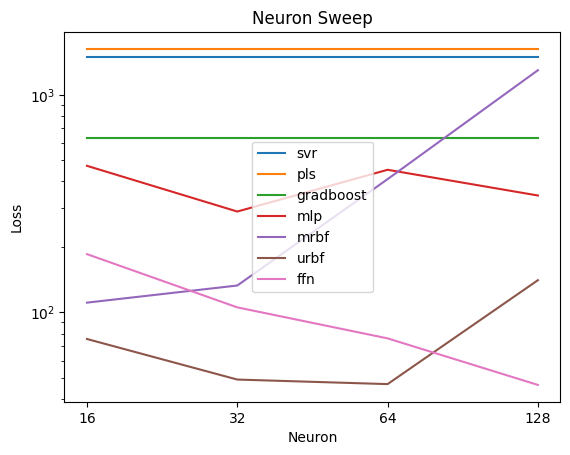 Neuron Sweep
Loss
10³
10²
svr
pls
gradboost
mlp
mrbf
urbf
ffn
16 32 64 128
Neuron